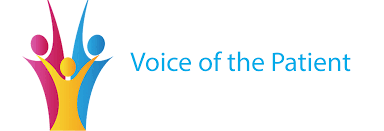 Voice of the Patient